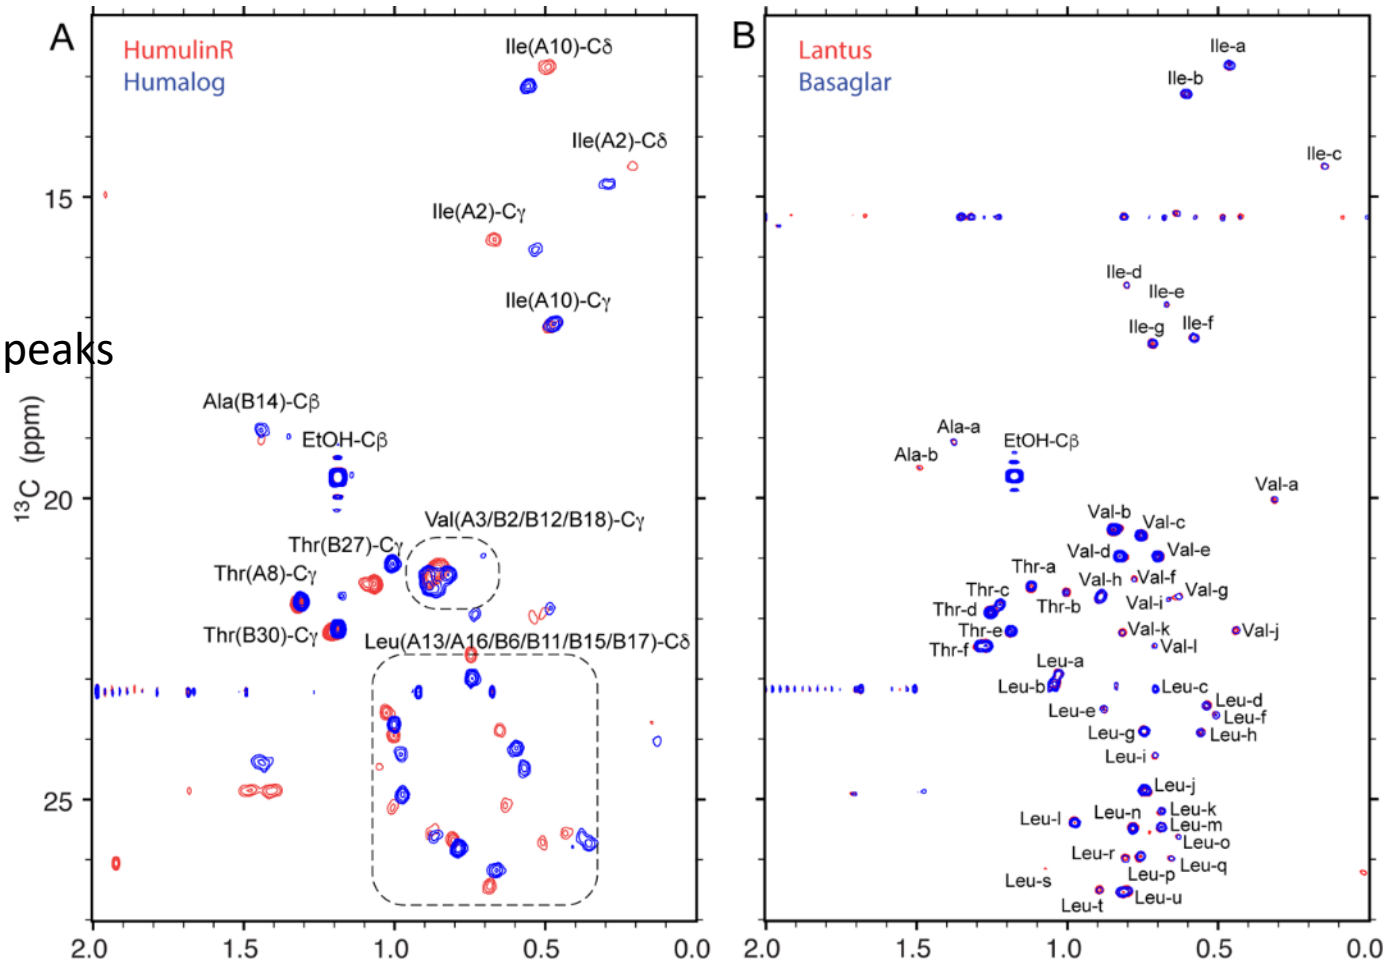 A
HumulinR
Humalog
Ile(A10)-Cδ
Ile(A2)-Cδ
Ile(A2)-Cγ
Ile(A10)-Cγ
peaks
Ala(B14)-Cβ
EtOH-Cβ
Val(A3/B2/B12/B18)-Cγ
Thr(B27)-Cγ
Thr(A8)-Cγ
Thr(B30)-Cγ
Leu(A13/A16/B6/B11/B15/B17)-Cδ
13C (ppm)
15
20
25
2.0 1.5 1.0 0.5 0.0
B
Lantus
Basaglar
Ile-a
Ile-b
Ile-c
Ile-d
Ile-e
Ile-g Ile-f
Ala-a
Ala-b
EtOH-Cβ
Val-a
Val-b
Val-c
Val-d Val-e
Thr-a Val-h Val-f
Thr-c Thr-b Val-i Val-g
Thr-d
Thr-e Val-k Val-j
Thr-f Val-l
Leu-a
Leu-b Leu-c
Leu-e Leu-d
Leu-f
Leu-g Leu-h
Leu-i
Leu-j
Leu-l Leu-n Leu-k
Leu-m
Leu-o
Leu-r Leu-q
Leu-s Leu-p
Leu-t Leu-u
2.0 1.5 1.0 0.5 0.0